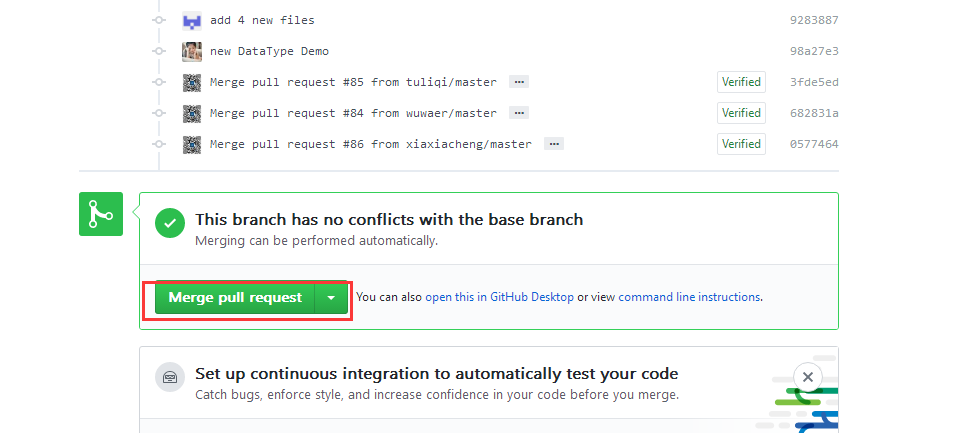 add 4 new files 9283887
new DataType Demo 98a27e3
Merge pull request #85 from tuliqi/master … Verified 3fde5ed
Merge pull request #84 from wuwaer/master … Verified 682831a
Merge pull request #86 from xiaxiacheng/master … Verified 0577464
This branch has no conflicts with the base branch
Merging can be performed automatically.
Merge pull request You can also open this in GitHub Desktop or view command line instructions.
Set up continuous integration to automatically test your code
Catch bugs, enforce style, and increase confidence in your code before you merge.